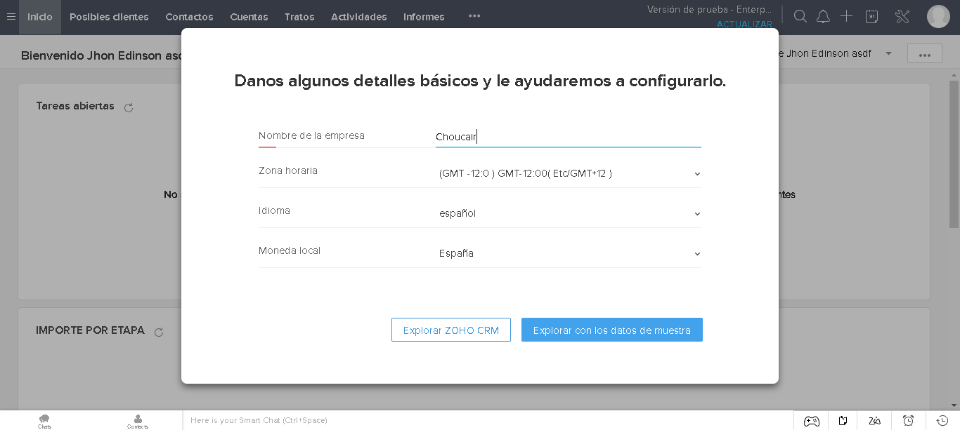 Inicio Posibles clientes Contactos Cuentas Tratos Actividades Informes
Versión de prueba - Enterp...
ACTUALIZAR
Bienvenido Jhon Edinson asd
e Jhon Edinson asdf
Danos algunos detalles básicos y le ayudaremos a configurarlo.
Tareas abiertas
Nombre de la empresa Choucair
Zona horaria (GMT -12:0 ) GMT-12:00( Etc/GMT+12 )
No
Idioma español
Moneda local España
IMPORTE POR ETAPA
Explorar ZOHO CRM Explorar con los datos de muestra
Chats Contacts Here is your Smart Chat (Ctrl+Space)